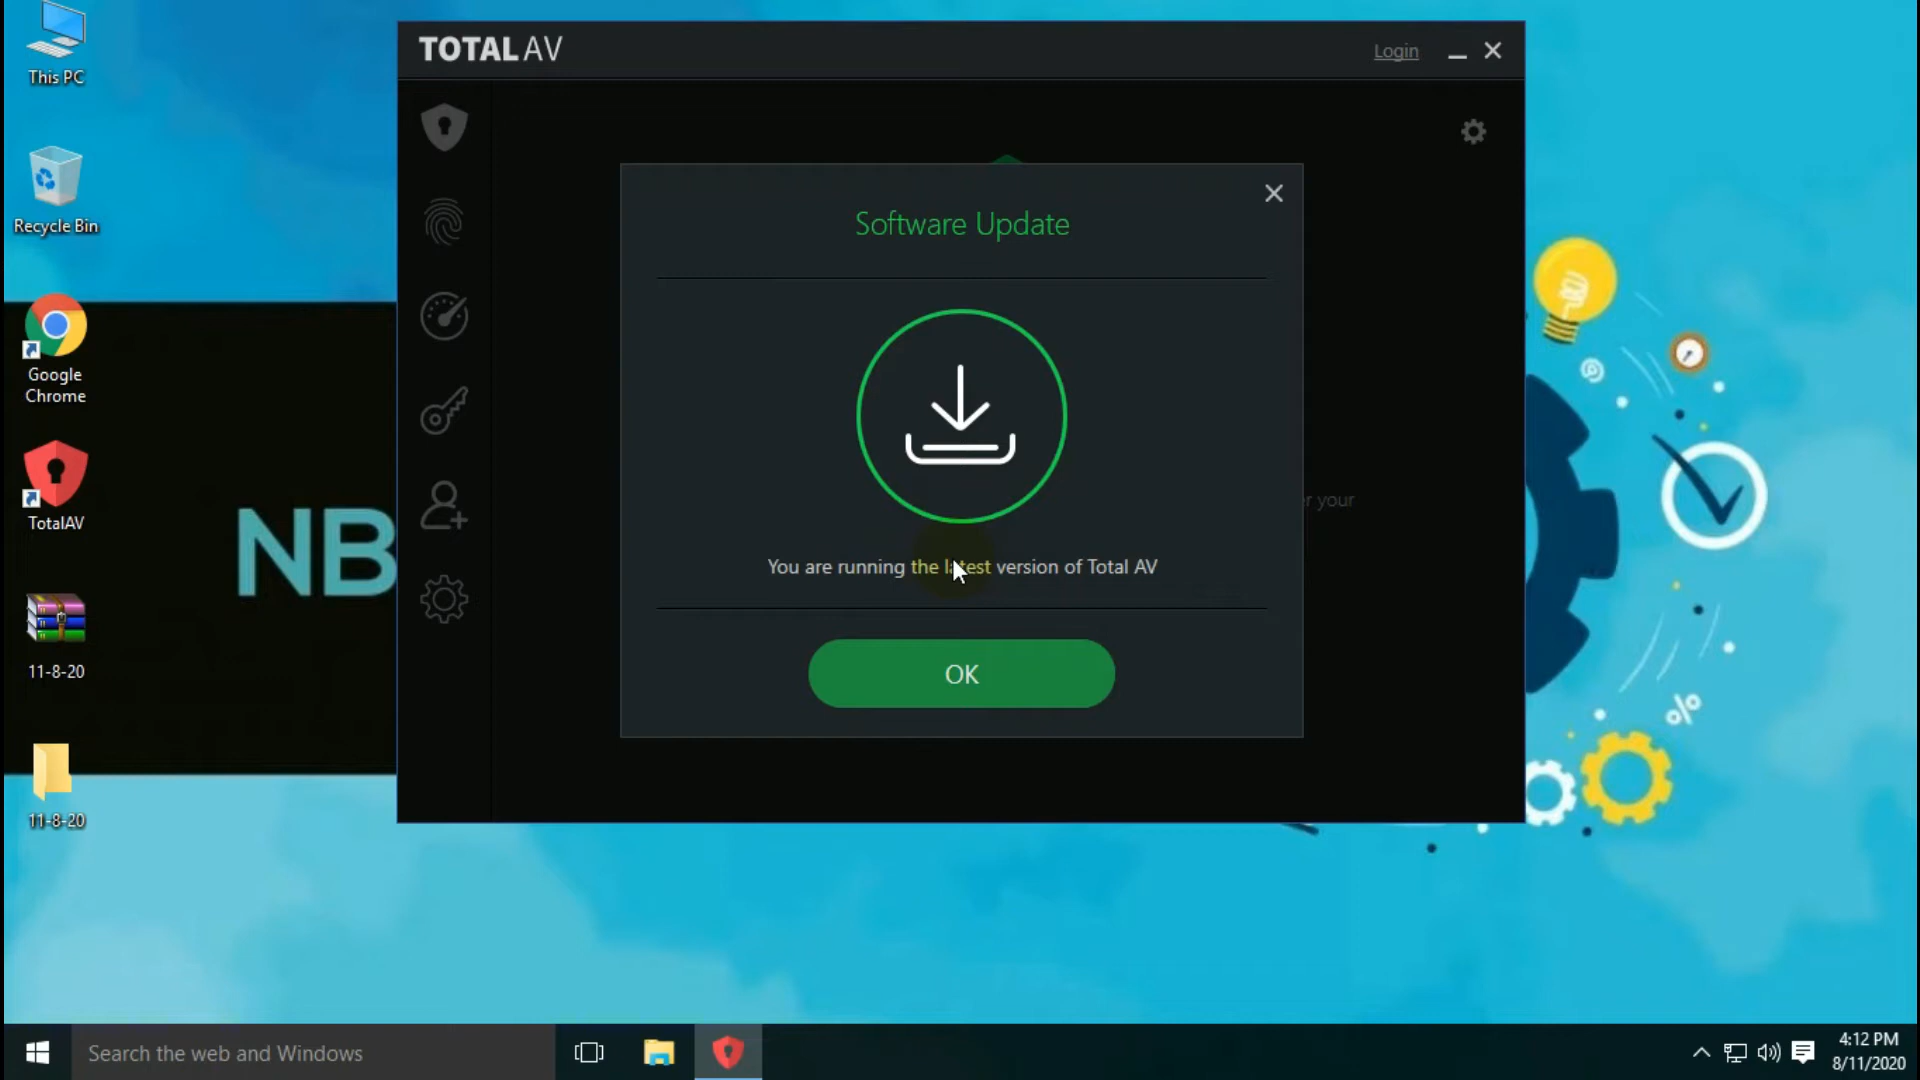 This PC
Recycle Bin
Google
Chrome
TotalAV
11-8-20
11-8-20
NB
TOTALAV
Login
Software Update
You are running the latest version of Total AV
OK
r your
%
Search the web and Windows
4:12 PM
8/11/2020